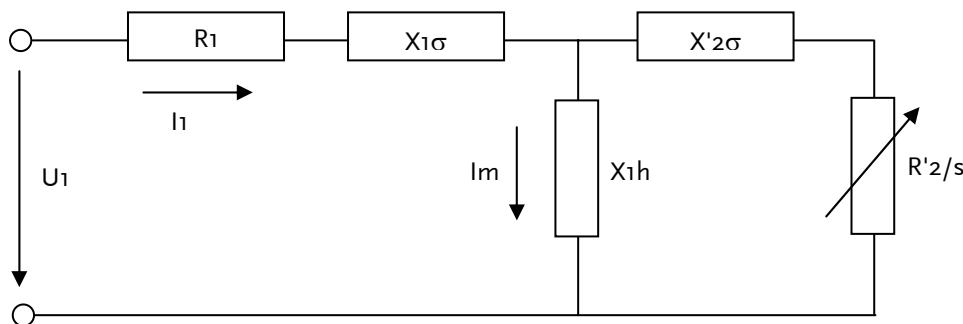 R1
X1σ
X'2σ
I1
U1
Im
X1h
R'2/s